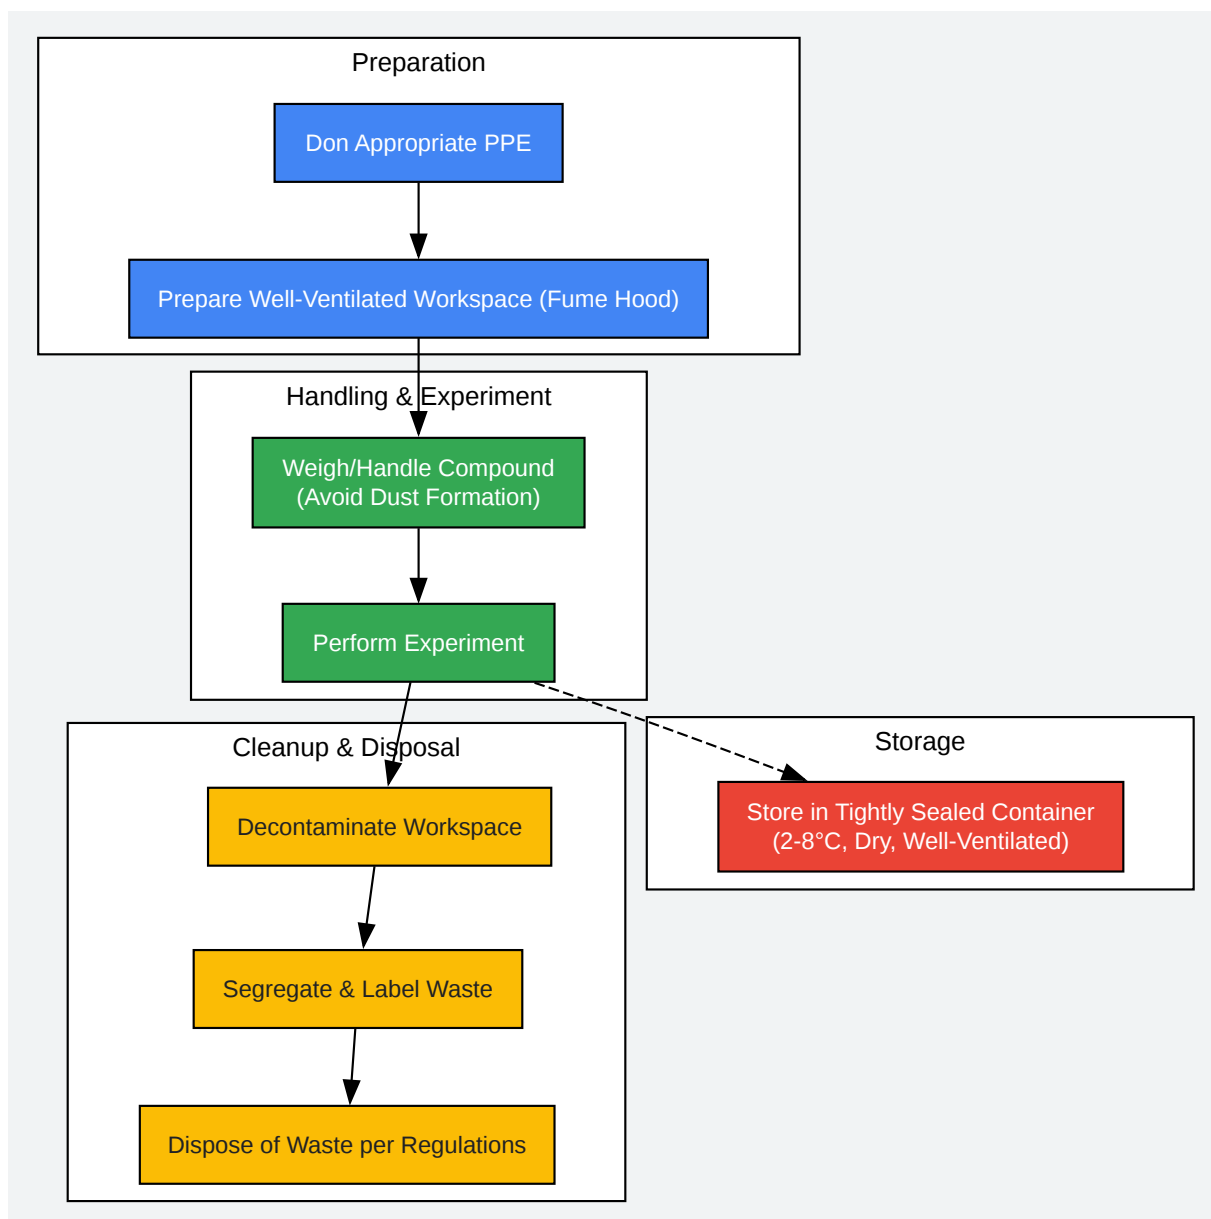 Preparation
Don Appropriate PPE
Prepare Well-Ventilated Workspace (Fume Hood)
Handling & Experiment
Weigh/Handle Compound
(Avoid Dust Formation)
Perform Experiment
Cleanup & Disposal
Decontaminate Workspace
Segregate & Label Waste
Dispose of Waste per Regulations
Storage
Store in Tightly Sealed Container
(2-8°C, Dry, Well-Ventilated)